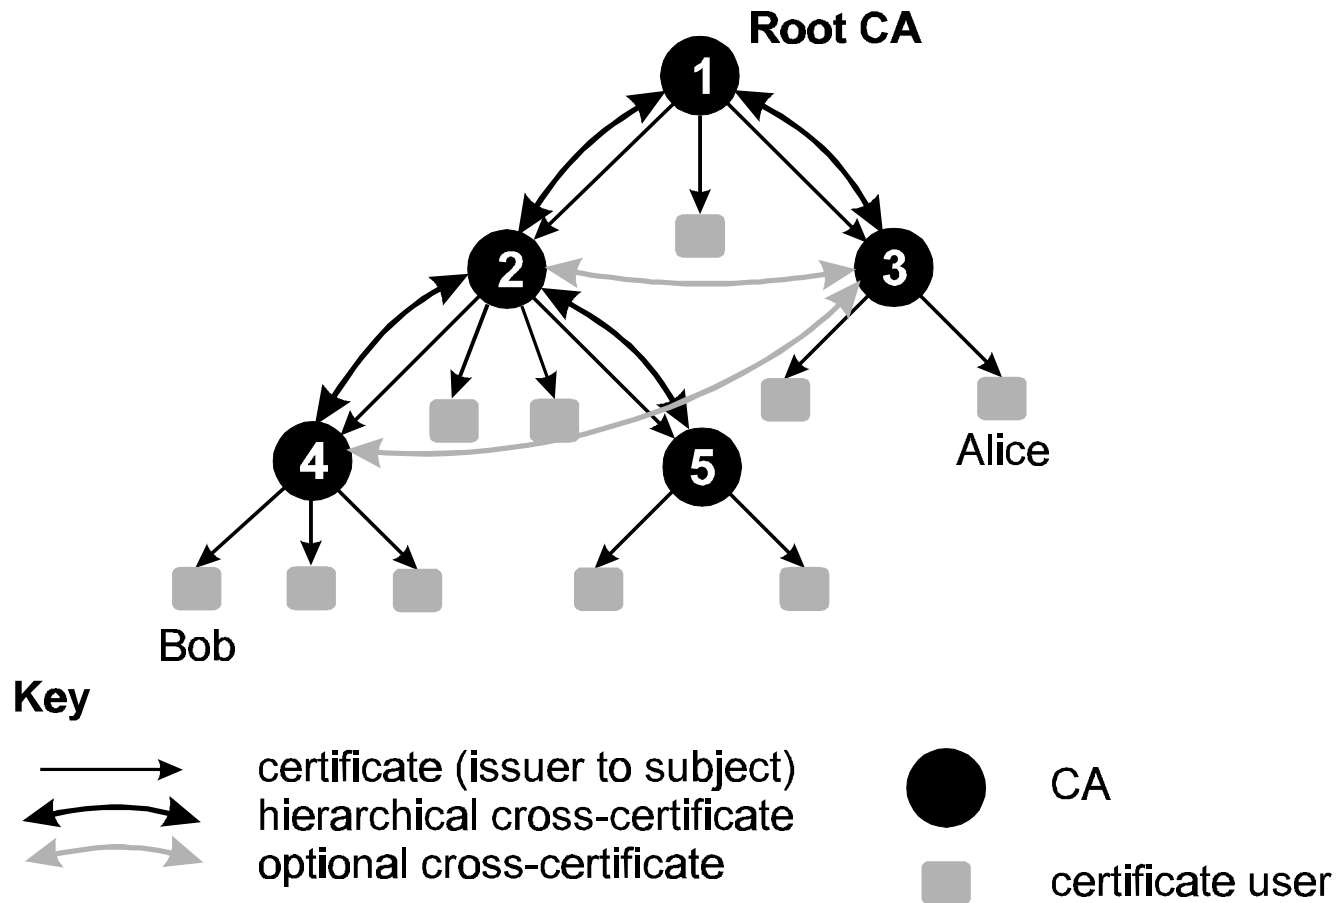 Root CA
1
2
3
4
5
Alice
Bob
Key
certificate (issuer to subject)
hierarchical cross-certificate
optional cross-certificate
CA
certificate user